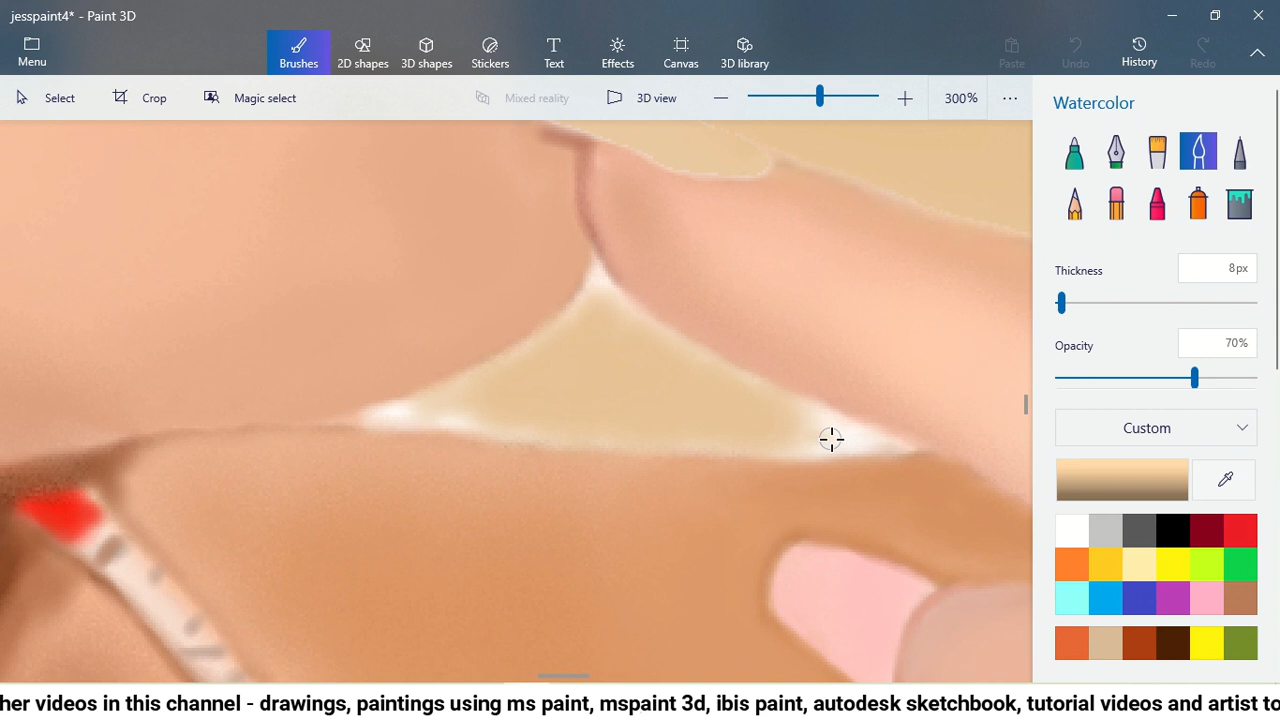 jesspaint4* - Paint 3D
Menu
Brushes
2D shapes
3D shapes
Stickers
Text
Effects
Canvas
3D library
Paste
Undo
History
Redo
Select
Crop
Magic select
Mixed reality
3D view
300%
Watercolor
Thickness
8px
Opacity
70%
Custom
her videos in this channel - drawings, paintings using ms paint, mspaint 3d, ibis paint, autodesk sketchbook, tutorial videos and artist to